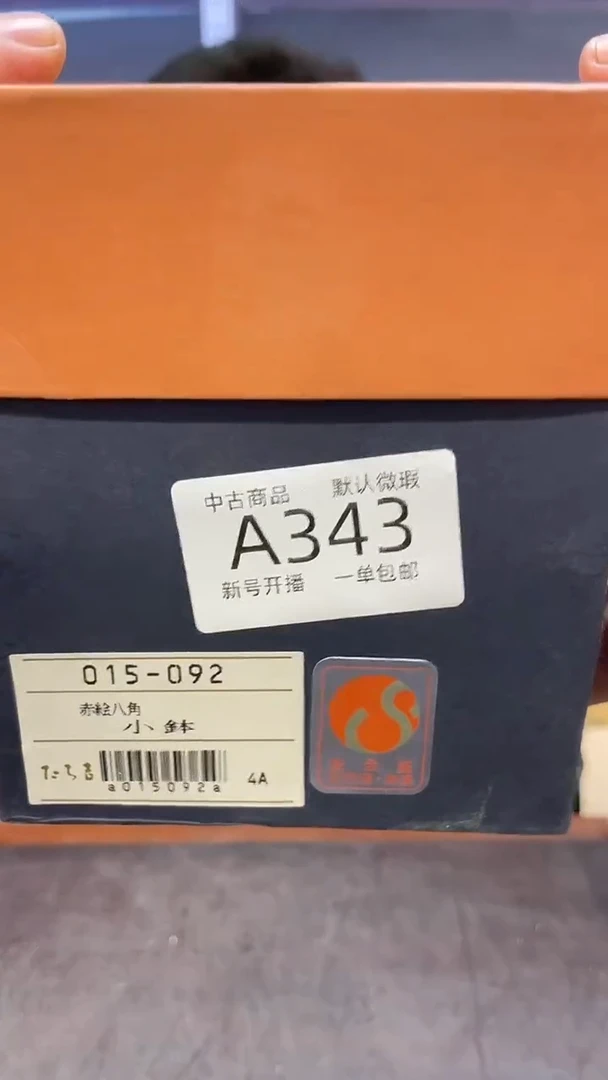 中古商品 默认微瑕
A343
新号开播 一单包邮
015-092
赤絵八角
小鉢
たち吉
a015092a
4A